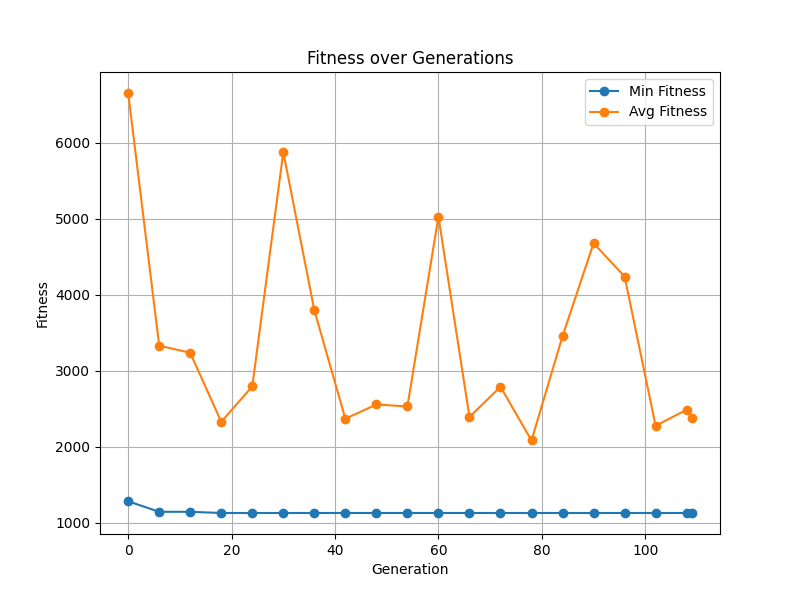 Fitness over Generations
Min Fitness
Avg Fitness
6000
5000
4000
3000
2000
1000
Fitness
0 20 40 60 80 100
Generation